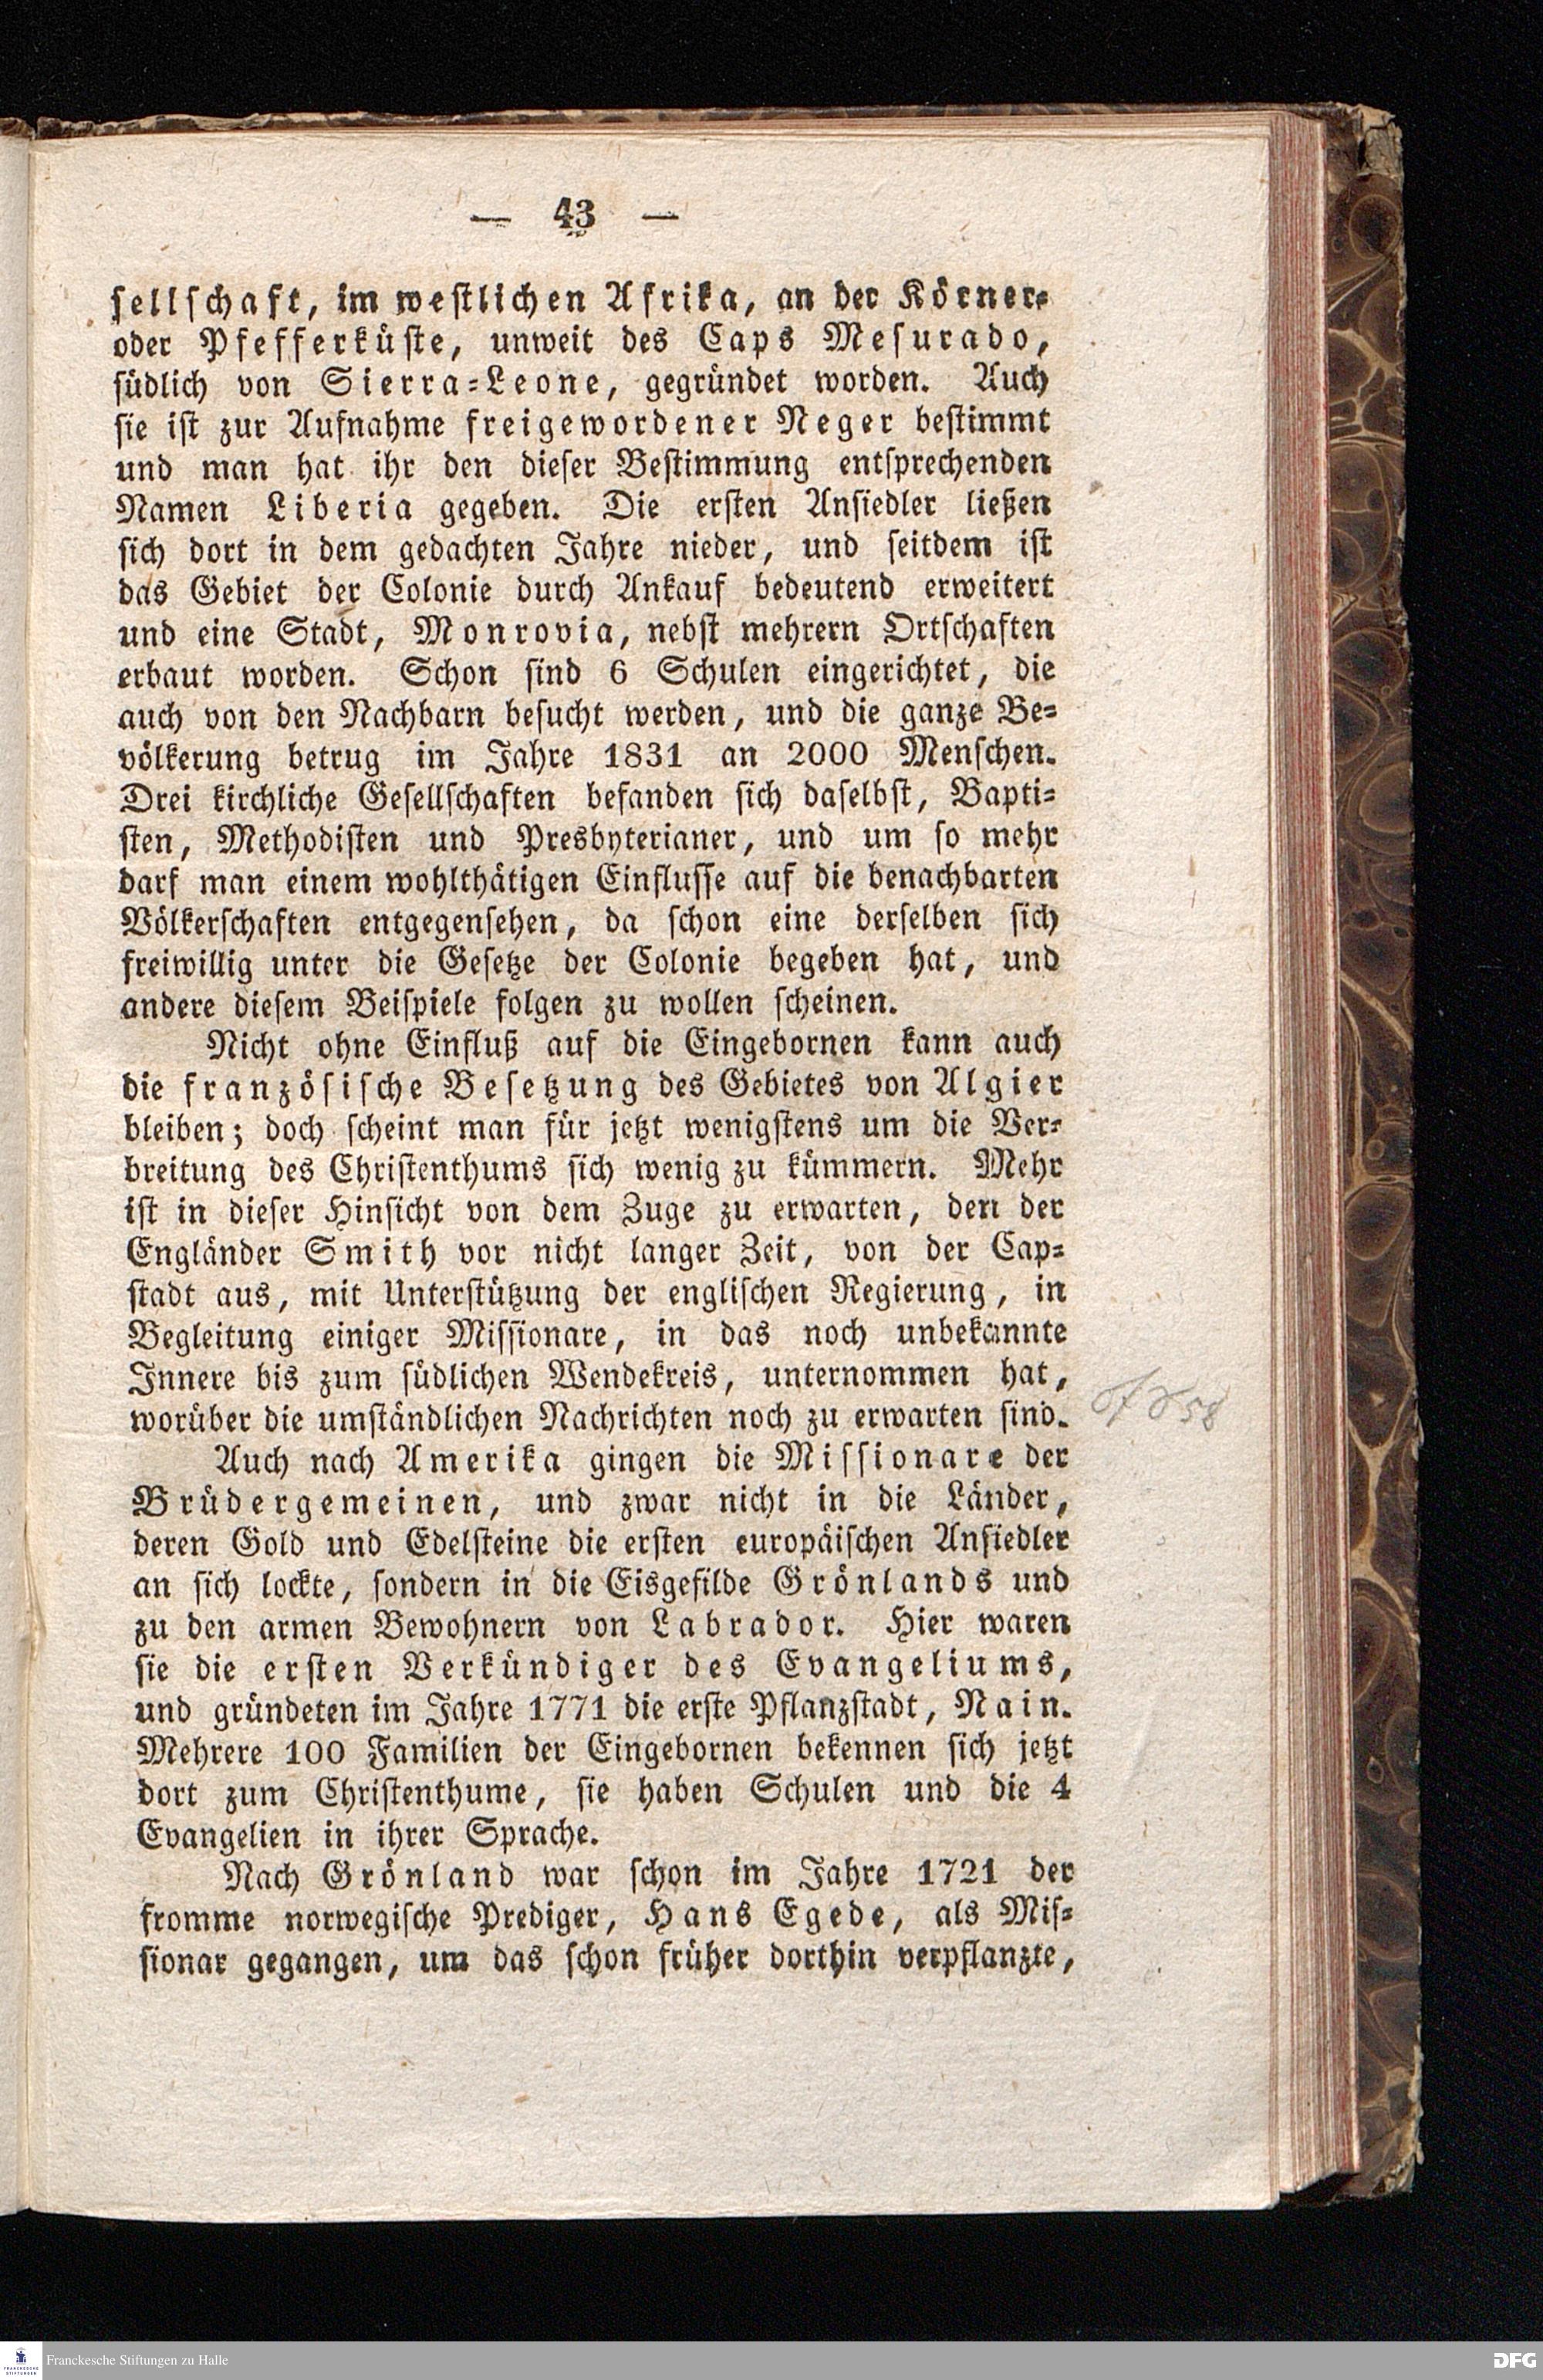 — 43 —
sellschaft, im westlichen Afrika, an der Körner-
oder Pfefferküste, unweit des Caps Mesurado,
südlich von Sierra-Leone, gegründet worden. Auch
sie ist zur Aufnahme freigewordener Neger bestimmt
und man hat ihr den dieser Bestimmung entsprechenden
Namen Liberia gegeben. Die ersten Ansiedler ließen
sich dort in dem gedachten Jahre nieder, und seitdem ist
das Gebiet der Colonie durch Ankauf bedeutend erweitert
und eine Stadt, Monrovia, nebst mehrern Ortschaften
erbaut worden. Schon sind 6 Schulen eingerichtet, die
auch von den Nachbarn besucht werden, und die ganze Be-
völkerung betrug im Jahre 1831 an 2000 Menschen.
Drei kirchliche Gesellschaften befanden sich daselbst, Bapti-
sten, Methodisten und Presbyterianer, und um so mehr
darf man einem wohlthätigen Einflusse auf die benachbarten
Völkerschaften entgegensehen, da schon eine derselben sich
freiwillig unter die Gesetze der Colonie begeben hat, und
andere diesem Beispiele folgen zu wollen scheinen.
Nicht ohne Einfluß auf die Eingebornen kann auch
die französische Besetzung des Gebietes von Algier
bleiben; doch scheint man für jetzt wenigstens um die Ver-
breitung des Christenthums sich wenig zu kümmern. Mehr
ist in dieser Hinsicht von dem Zuge zu erwarten, den der
Engländer Smith vor nicht langer Zeit, von der Cap-
stadt aus, mit Unterstützung der englischen Regierung, in
Begleitung einiger Missionare, in das noch unbekannte
Innere bis zum südlichen Wendekreis, unternommen hat,
worüber die umständlichen Nachrichten noch zu erwarten sind.
Auch nach Amerika gingen die Missionare der
Brüdergemeinen, und zwar nicht in die Länder,
deren Gold und Edelsteine die ersten europäischen Ansiedler
an sich lockte, sondern in die Eisgefilde Grönlands und
zu den armen Bewohnern von Labrador. Hier waren
sie die ersten Verkündiger des Evangeliums,
und gründeten im Jahre 1771 die erste Pflanzstadt, Nain.
Mehrere 100 Familien der Eingebornen bekennen sich jetzt
dort zum Christenthume, sie haben Schulen und die 4
Evangelien in ihrer Sprache.
Nach Grönland war schon im Jahre 1721 der
fromme norwegische Prediger, Hans Egede, als Mis-
sionar gegangen, um das schon früher dorthin verpflanzte,
FRANCKESCHE
STIFTUNGEN
Franckesche Stiftungen zu Halle
DFG